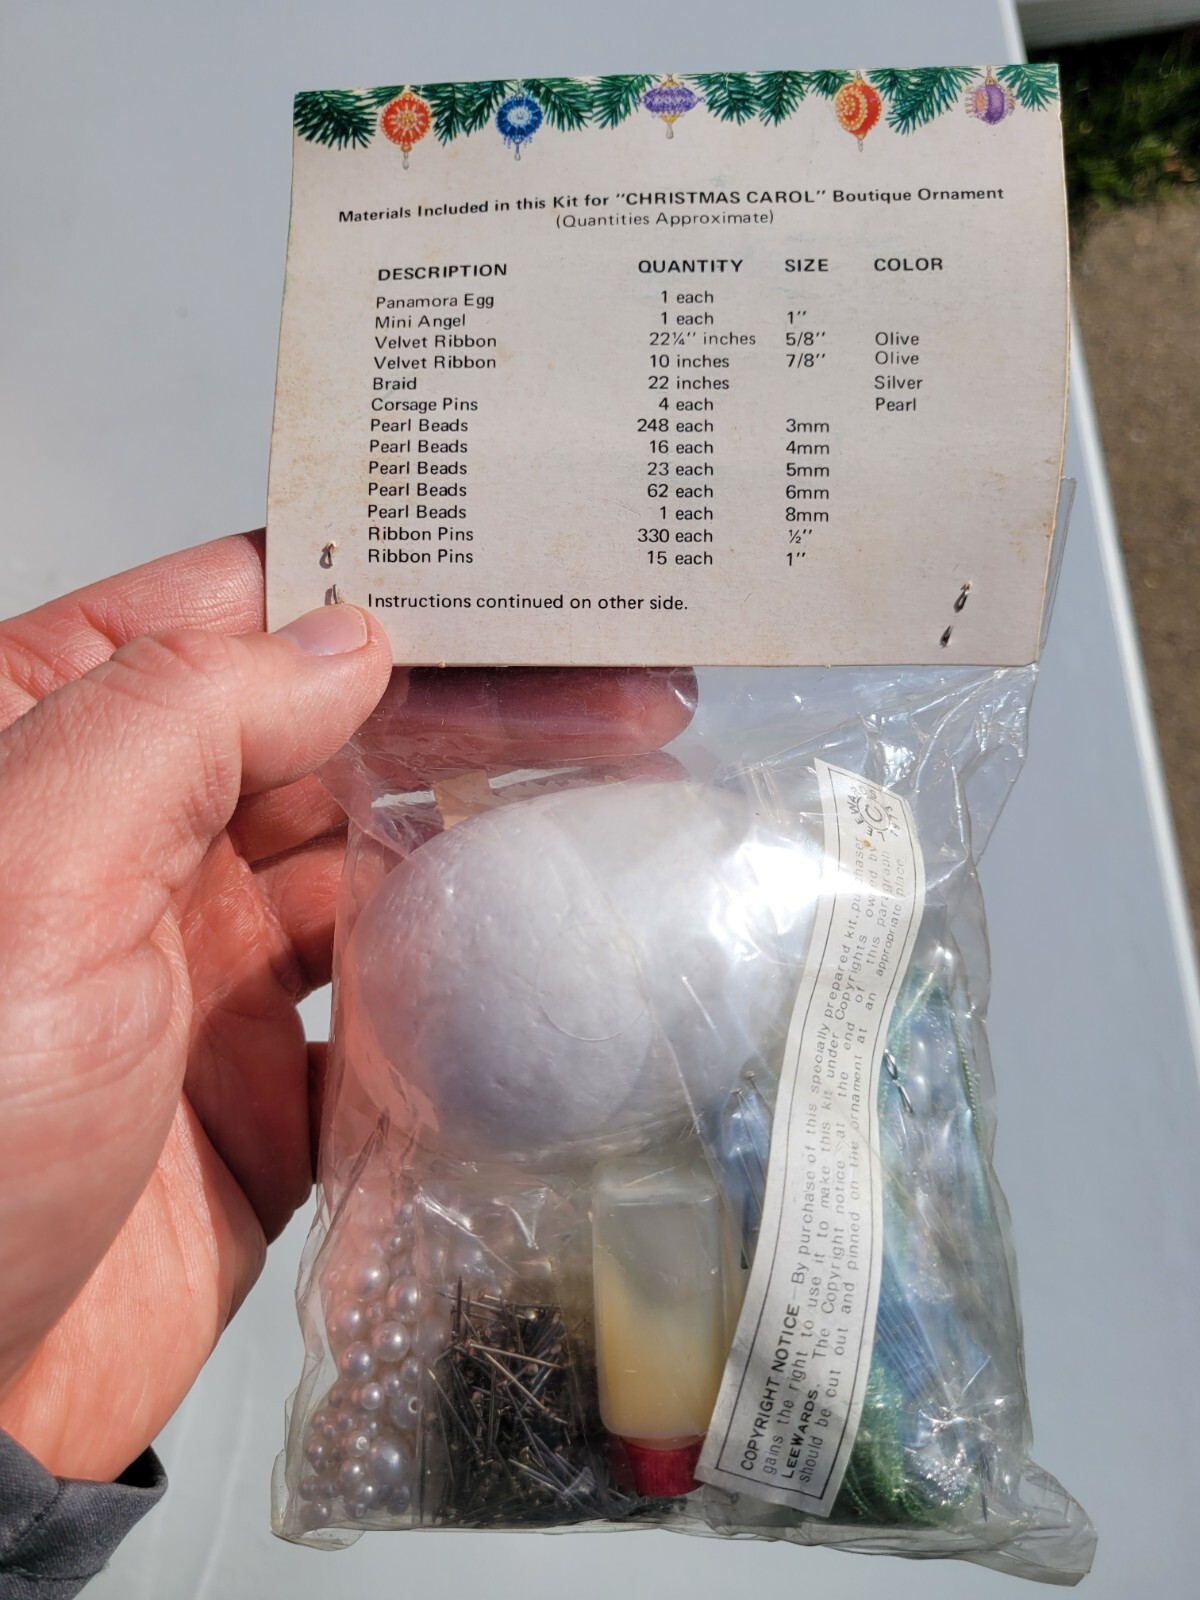 Materials Included in this Kit for "CHRISTMAS CAROL" Boutique Ornament
(Quantities Approximate)
DESCRIPTION QUANTITY SIZE COLOR
Panamora Egg 1 each
Mini Angel 1 each 1"
Velvet Ribbon 22¼" inches 5/8" Olive
Velvet Ribbon 10 inches 7/8" Olive
Braid 22 inches Silver
Corsage Pins 4 each Pearl
Pearl Beads 248 each 3mm
Pearl Beads 16 each 4mm
Pearl Beads 23 each 5mm
Pearl Beads 62 each 6mm
Pearl Beads 1 each 8mm
Ribbon Pins 330 each ½"
Ribbon Pins 15 each 1"
Instructions continued on other side.
COPYRIGHT NOTICE—By purchase of this specially prepared kit, purchaser
gains the right to use it to make this kit under Copyrights owned by
LEEWARDS. The Copyright notice at the end of this paragraph
should be cut out and pinned on the ornament at an appropriate place.
©